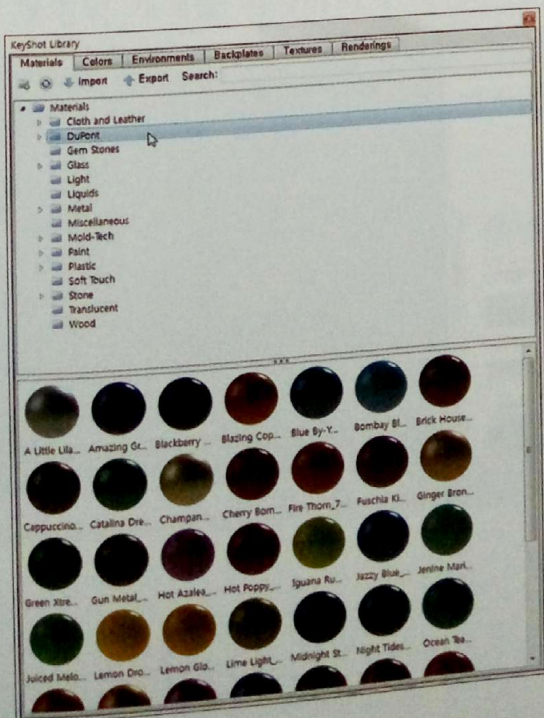 KeyShot Library
Materials Colors Environments Backplates Textures Renderings
Import Export Search:
Materials
Cloth and Leather
DuPont
Gem Stones
Glass
Light
Liquids
Metal
Miscellaneous
Mold-Tech
Paint
Plastic
Soft Touch
Stone
Translucent
Wood
A Little Lila... Amazing Gr... Blackberry ... Blazing Cop... Blue By-Y... Bombay Bl... Brick House...
Cappuccino... Catalina Dre... Champan... Cherry Bom... Fire Thorn_7... Fuschia Ki... Ginger Bron...
Green Xtre... Gun Metal_... Hot Azalea_... Hot Poppy_... Iguana Ru... Jazzy Blue_... Jenine Mari...
Juiced Melo... Lemon Dro... Lemon Glo... Lime Light_... Midnight St... Night Tides... Ocean Tea...